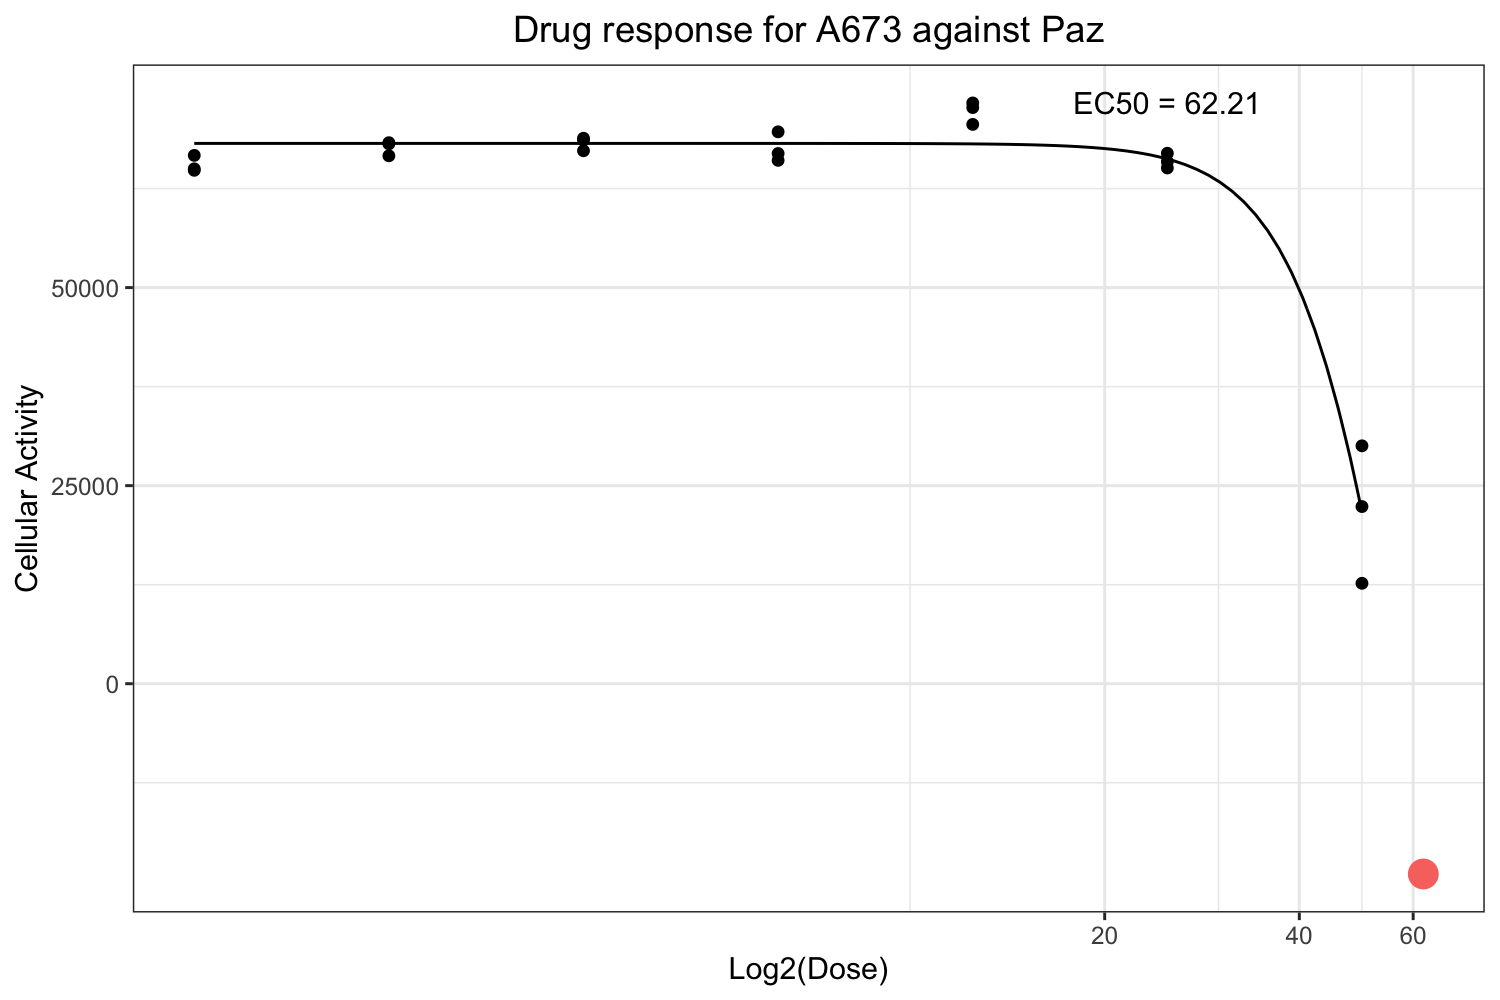 Drug response for A673 against Paz
EC50 = 62.21
Cellular Activity
50000
25000
0
20
40
60
Log2(Dose)